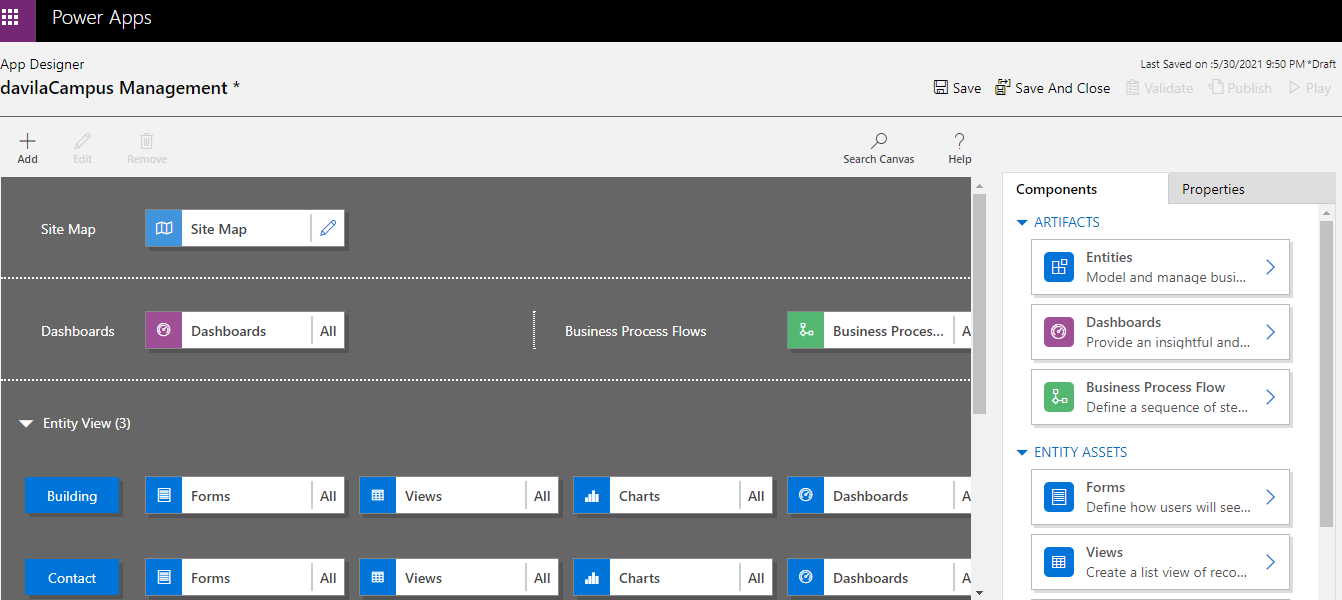 Power Apps
App Designer
Last Saved on :5/30/2021 9:50 PM *Draft
davilaCampus Management *
Save
Save And Close
Validate
Publish
Play
Add
Edit
Remove
Search Canvas
Help
Components
Properties
Site Map
Site Map
Dashboards
Dashboards
All
Business Process Flows
Business Proces...
A
Entity View (3)
Building
Forms
All
Views
All
Charts
All
Dashboards
A
Contact
Forms
All
Views
All
Charts
All
Dashboards
A
ARTIFACTS
Entities
Model and manage busi...
Dashboards
Provide an insightful and...
Business Process Flow
Define a sequence of ste...
ENTITY ASSETS
Forms
Define how users will see...
Views
Create a list view of reco...